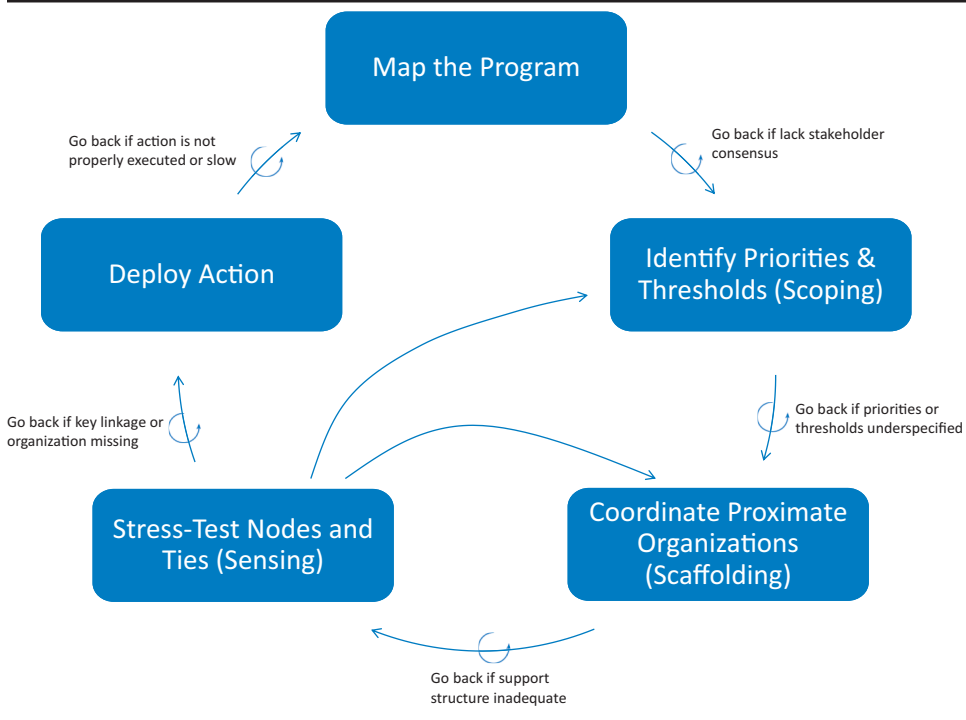 Map the Program
Go back if action is not
properly executed or slow
Go back if lack stakeholder
consensus
Deploy Action
Identify Priorities &
Thresholds (Scoping)
Go back if key linkage or
organization missing
Go back if priorities or
thresholds underspecified
Stress-Test Nodes and
Ties (Sensing)
Coordinate Proximate
Organizations
(Scaffolding)
Go back if support
structure inadequate